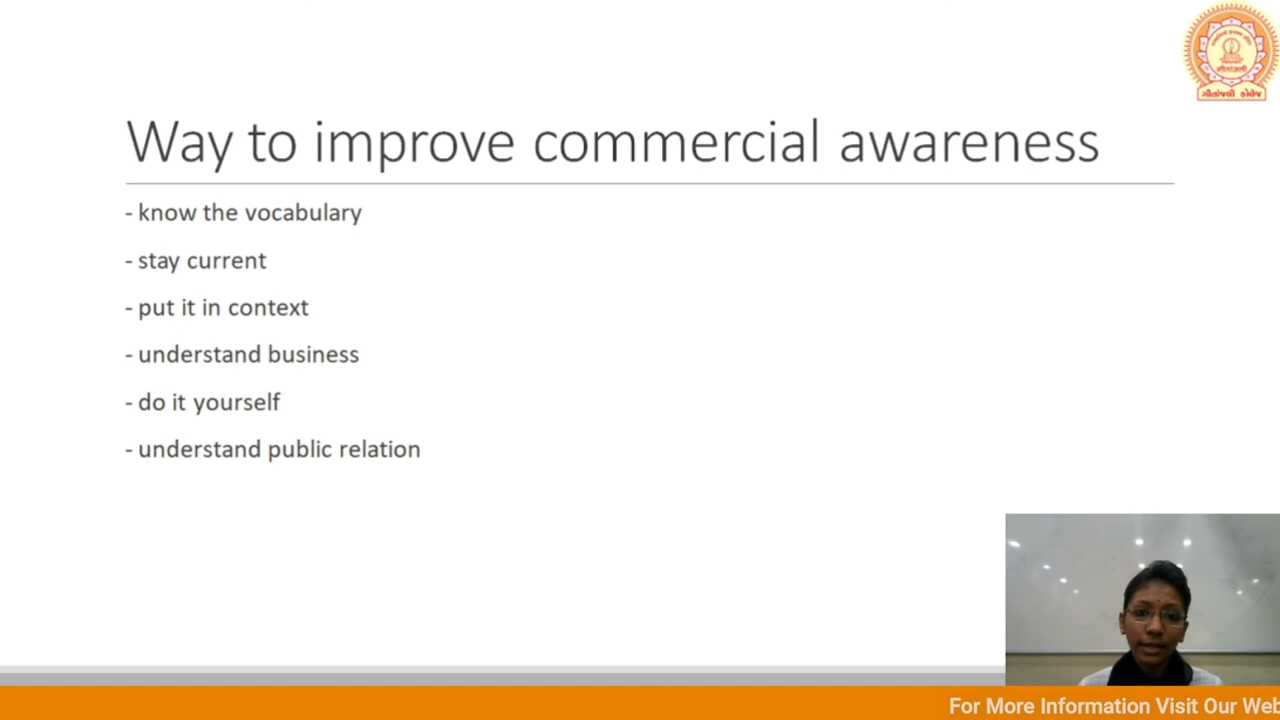 Way to improve commercial awareness
- know the vocabulary
- stay current
- put it in context
- understand business
- do it yourself
- understand public relation
ગીતાંજલી કોલેજ
For More Information Visit Our Web